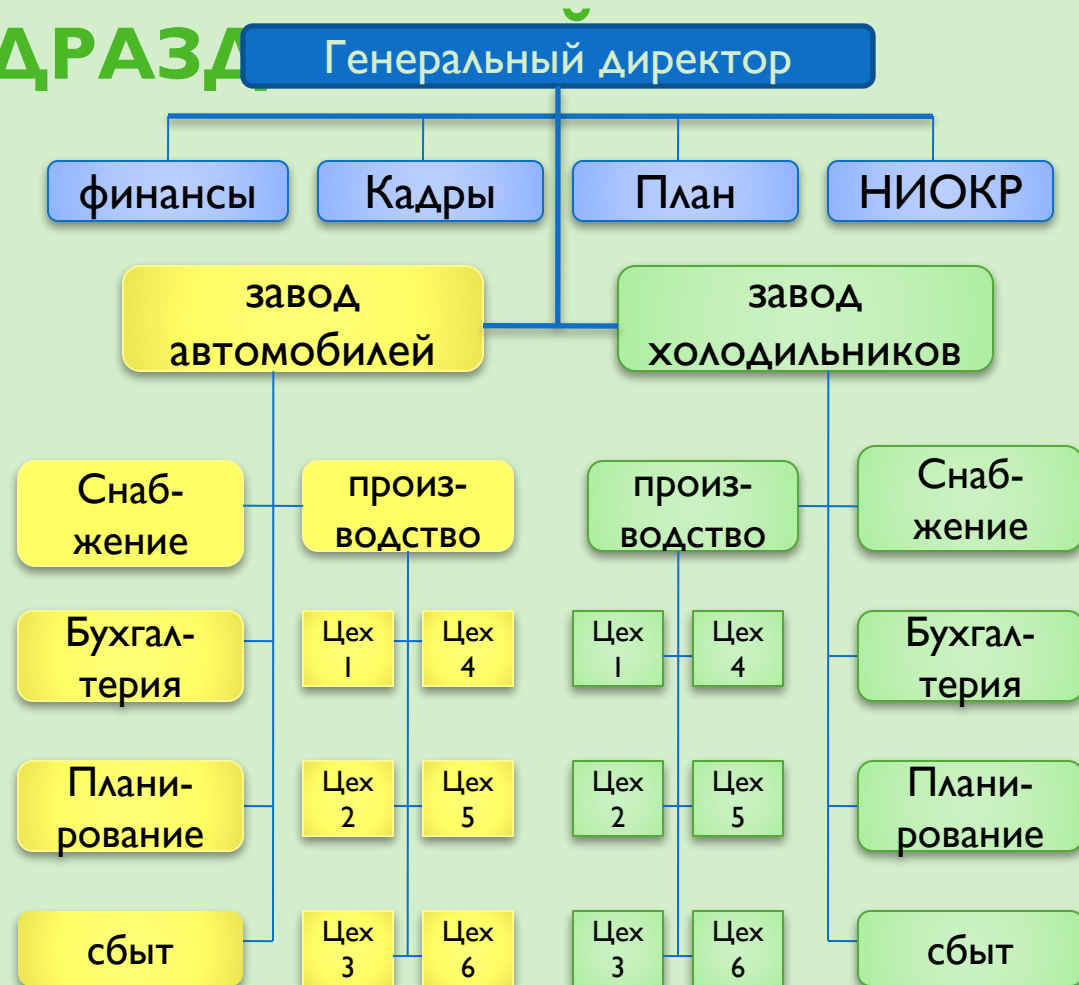 Генеральный директор
финансы
Кадры
План
НИОКР
завод
автомобилей
завод
холодильников
Снаб-
жение
произ-
водство
произ-
водство
Снаб-
жение
Бухгал-
терия
Цех
1
Цех
4
Цех
1
Цех
4
Бухгал-
терия
Плани-
рование
Цех
2
Цех
5
Цех
2
Цех
5
Плани-
рование
сбыт
Цех
3
Цех
6
Цех
3
Цех
6
сбыт